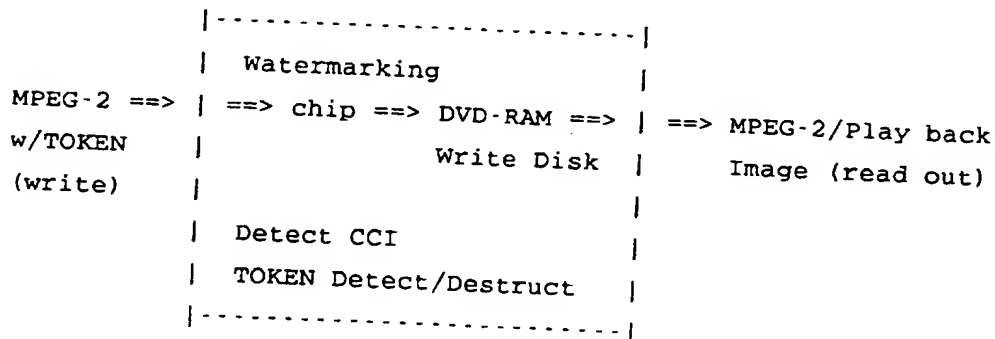 |---------------------------|
| Watermarking |
MPEG-2 ==> | ==> chip ==> DVD-RAM ==> | ==> MPEG-2/Play back
w/TOKEN | Write Disk | Image (read out)
(write) | |
| |
| Detect CCI |
| TOKEN Detect/Destruct |
|---------------------------|